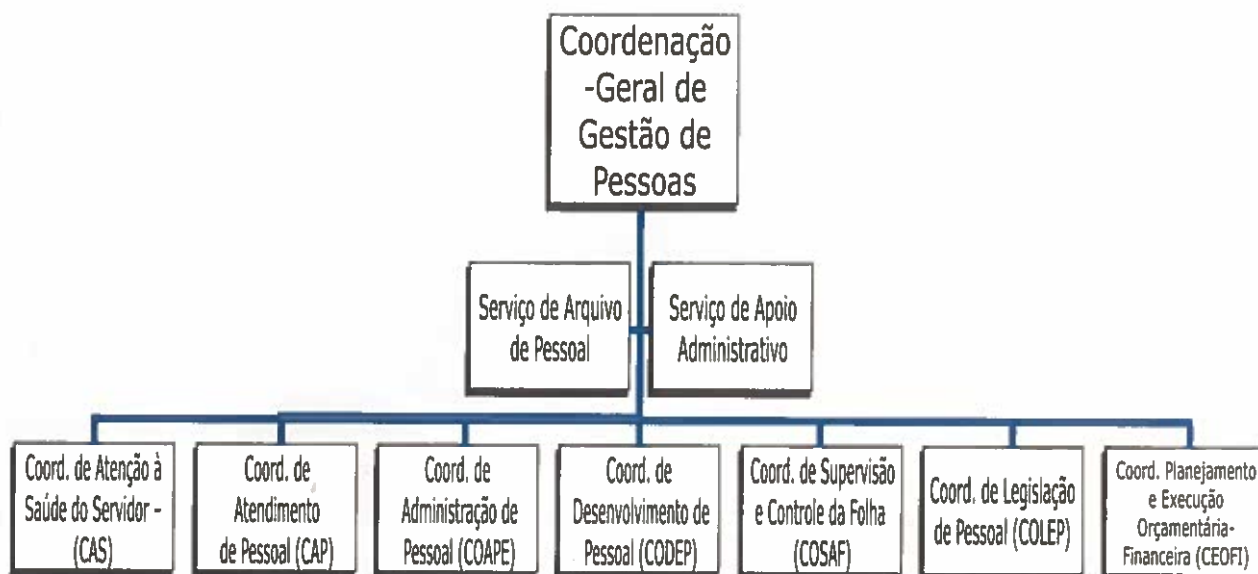 Coordenação
-Geral de
Gestão de
Pessoas
Serviço de Arquivo
de Pessoal
Serviço de Apoio
Administrativo
Coord. de Atenção à
Saúde do Servidor –
(CAS)
Coord. de
Atendimento
de Pessoal (CAP)
Coord. de
Administração de
Pessoal (COAPE)
Coord. de
Desenvolvimento de
Pessoal (CODEP)
Coord. de Supervisão
e Controle da Folha
(COSAF)
Coord. de Legislação
de Pessoal (COLEP)
Coord. Planejamento
e Execução
Orçamentária-
Financeira (CEOFI)